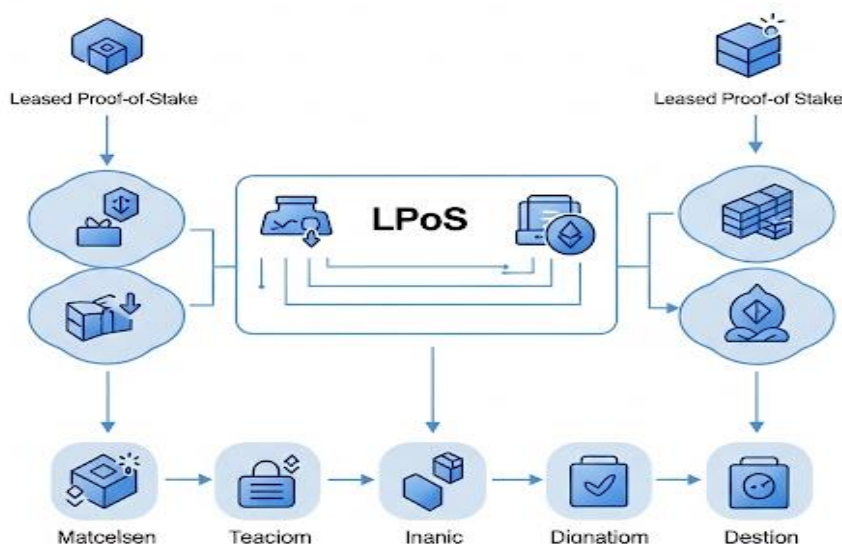 Leased Proof-of-Stake
Leased Proof-of Stake
LPoS
Matcelsen
Teaciom
Inanic
Dignatiom
Destion